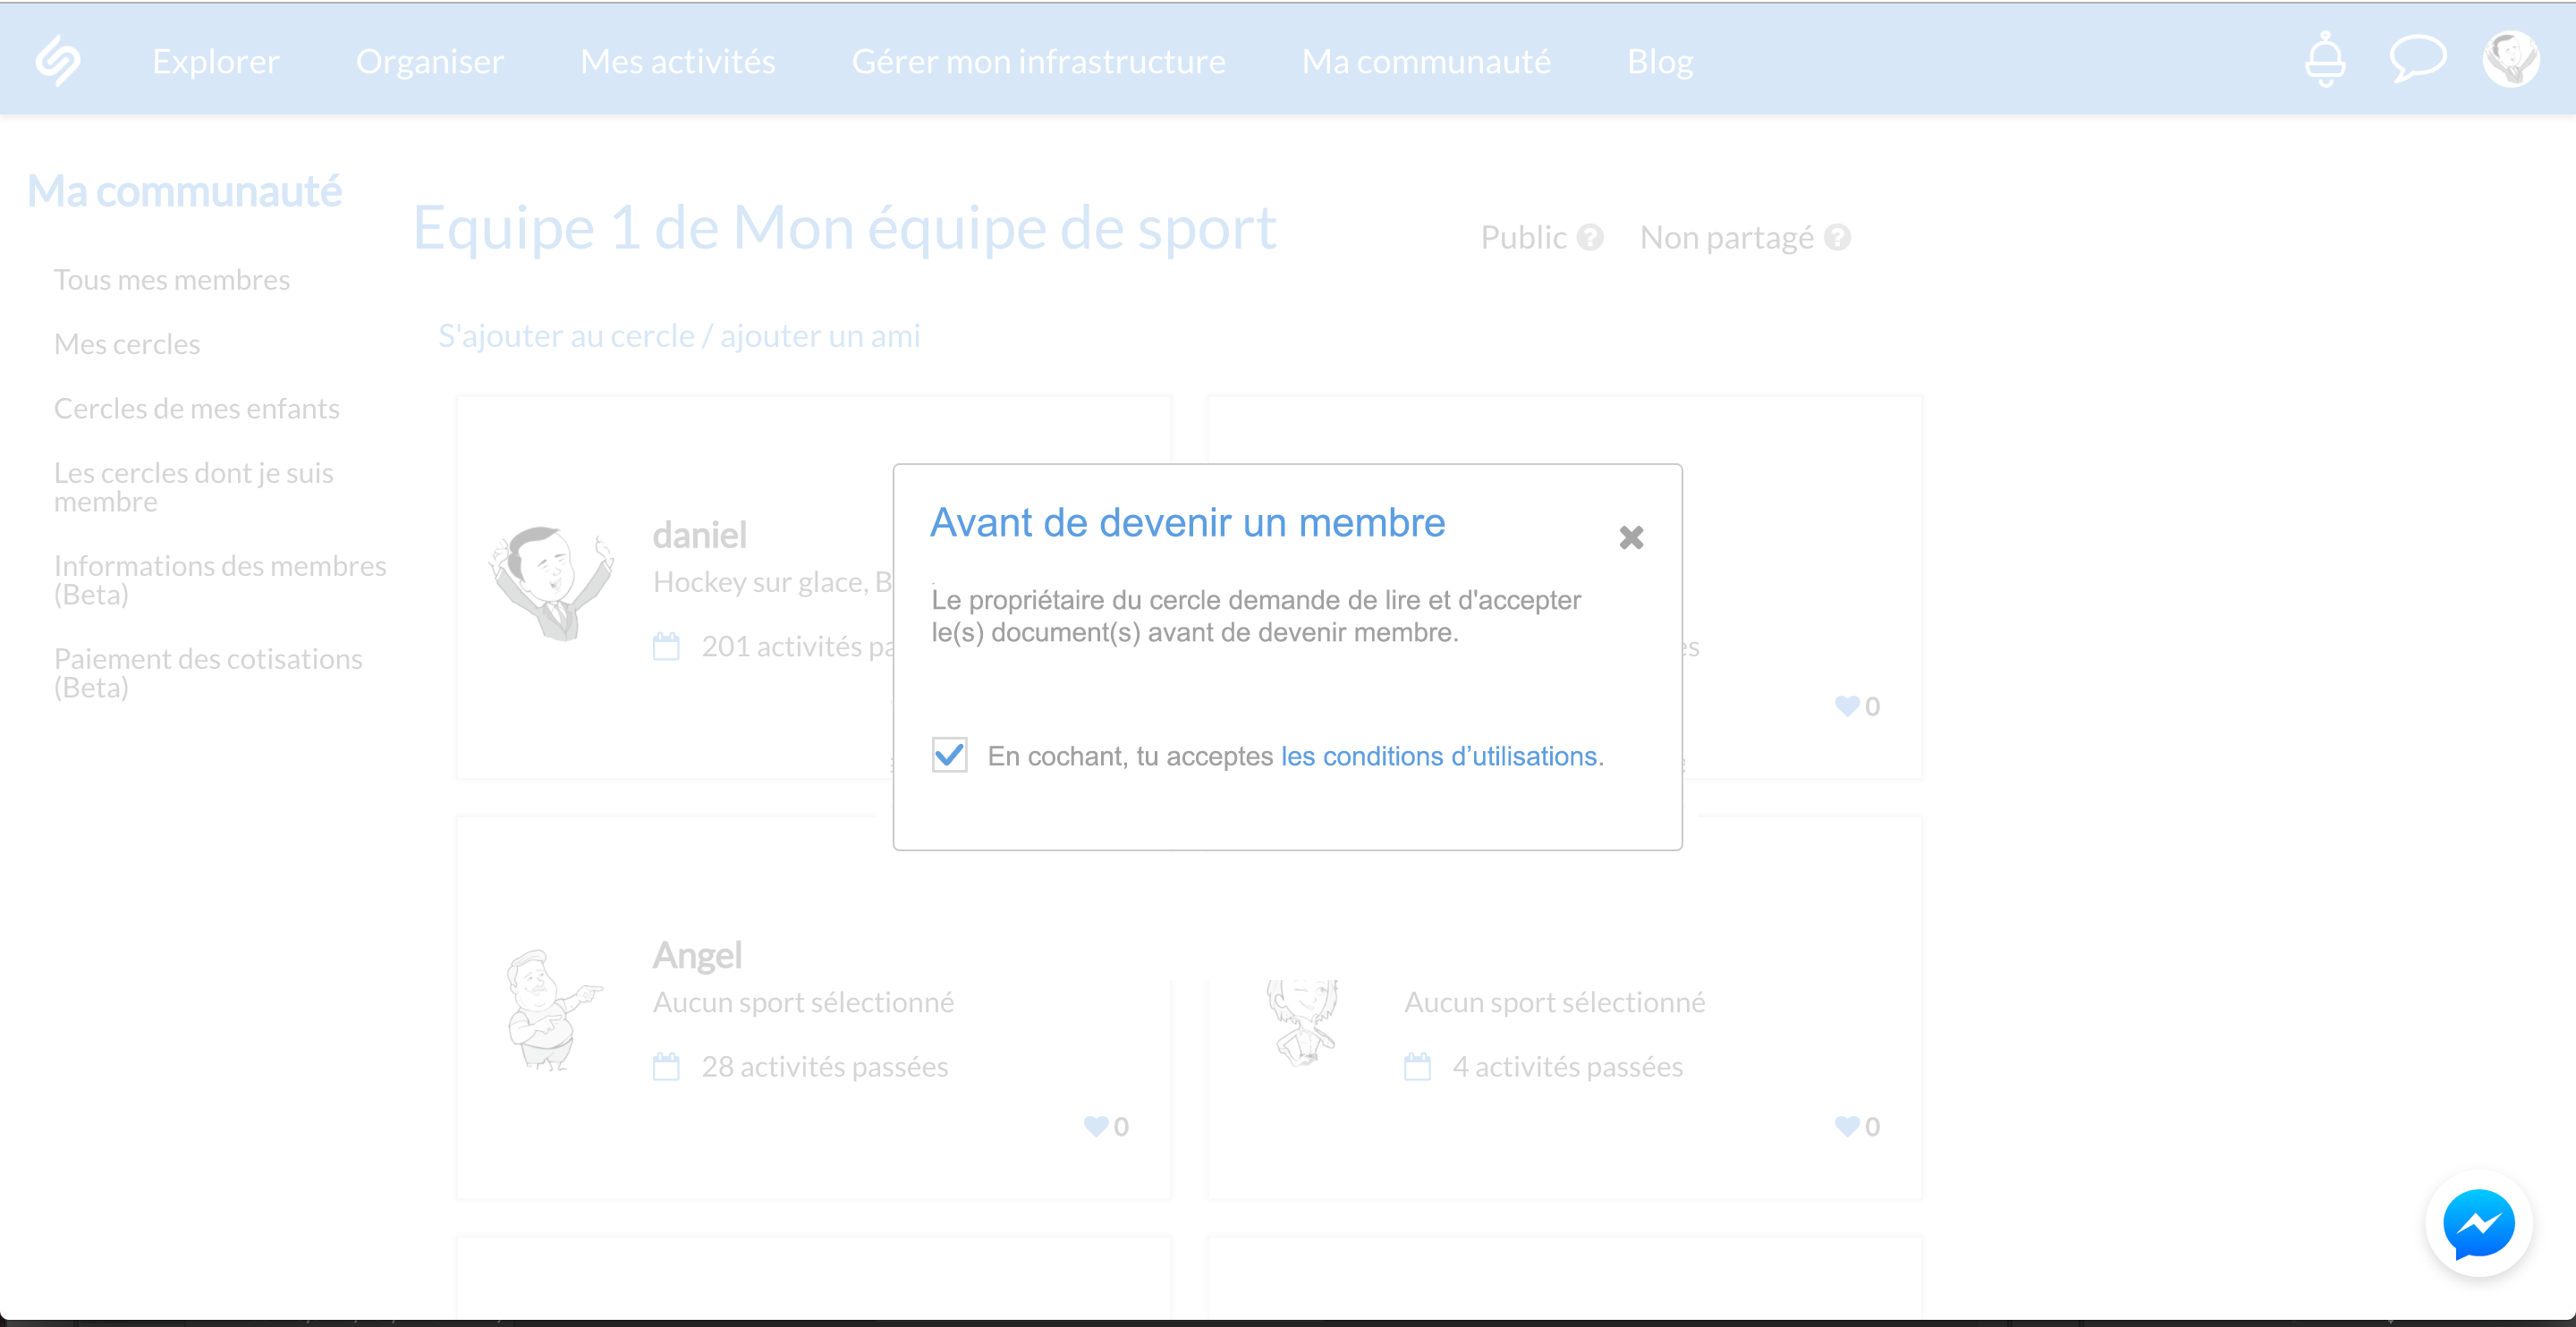 Explorer Organiser Mes activités Gérer mon infrastructure Ma communauté Blog
Ma communauté
Tous mes membres
Mes cercles
Cercles de mes enfants
Les cercles dont je suis
membre
Informations des membres
(Beta)
Paiement des cotisations
(Beta)
Equipe 1 de Mon équipe de sport
Public ? Non partagé ?
S'ajouter au cercle / ajouter un ami
daniel
Hockey sur glace, B
201 activités pa
es
0
Avant de devenir un membre
Le propriétaire du cercle demande de lire et d'accepter
le(s) document(s) avant de devenir membre.
En cochant, tu acceptes les conditions d’utilisations.
Angel
Aucun sport sélectionné
28 activités passées
0
Aucun sport sélectionné
4 activités passées
0